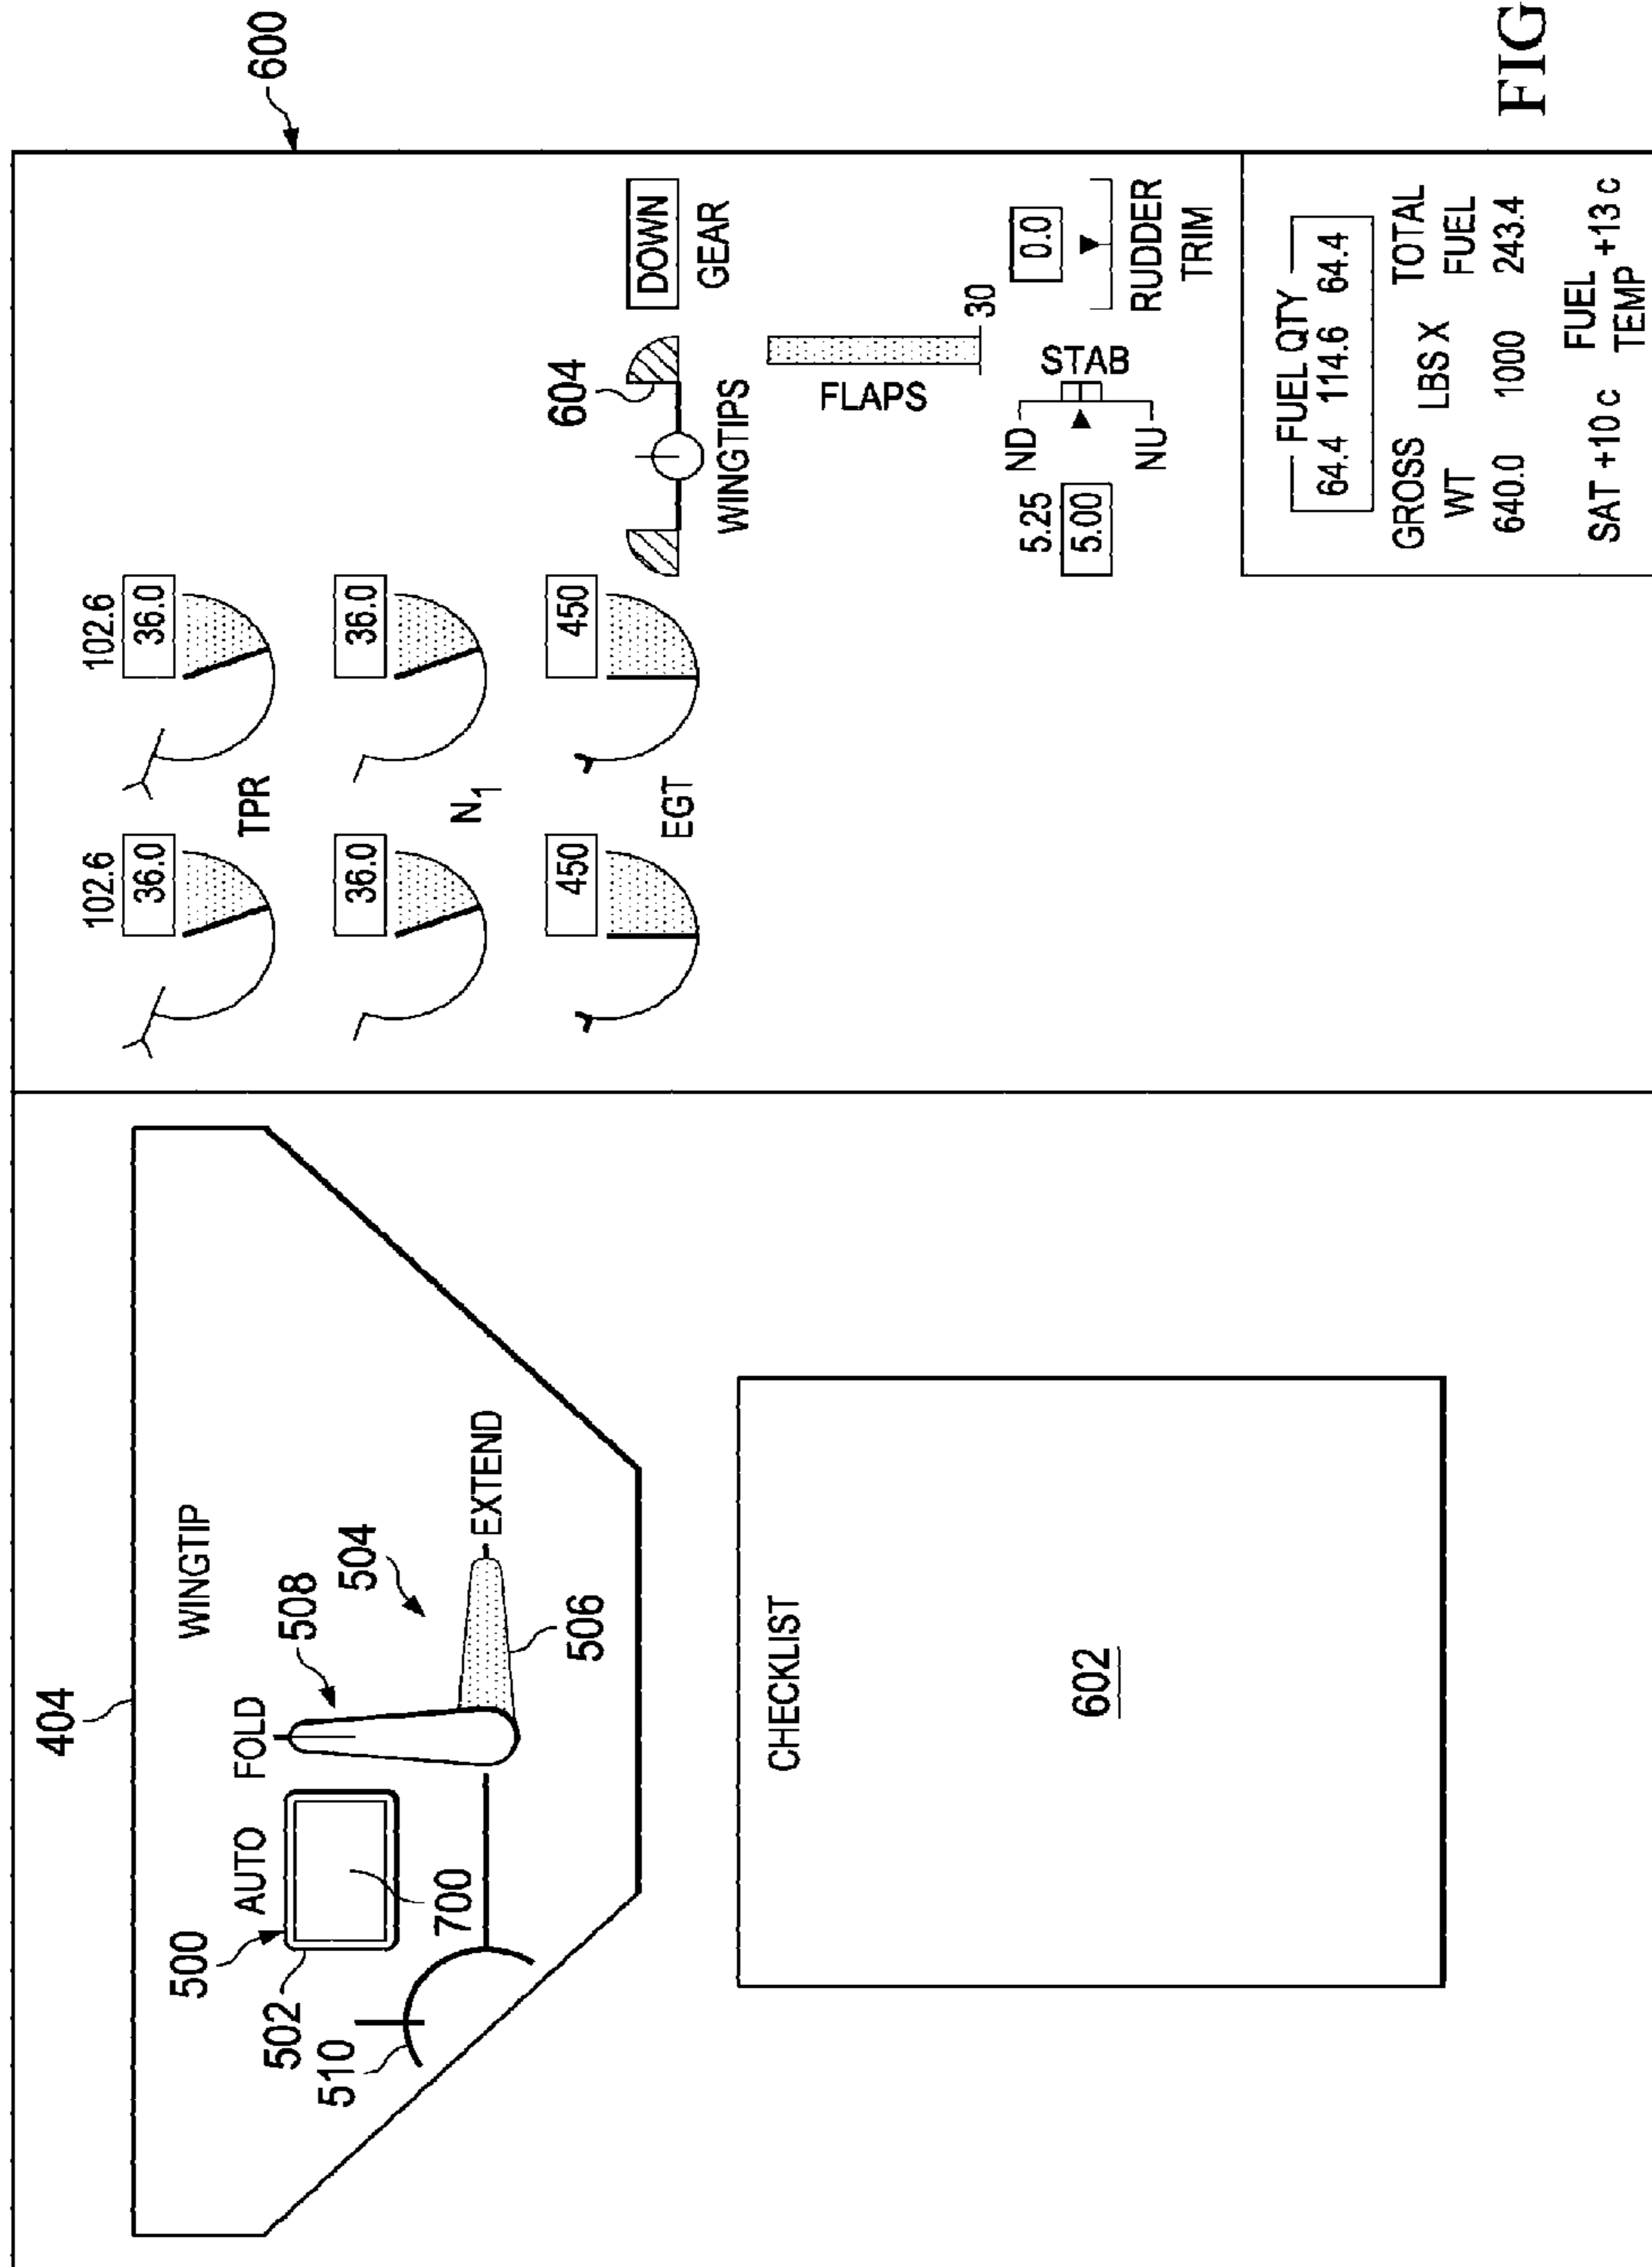 404
WINGTIP
500
AUTO
FOLD
502
508
510
504
EXTEND
700
506
CHECKLIST
602
600
102.6
102.6
36.0
36.0
TPR
36.0
36.0
N1
450
450
EGT
604
DOWN
WINGTIPS
GEAR
FLAPS
30
5.25
ND
STAB
0.0
5.00
NU
RUDDER
TRIM
FUEL QTY
64.4 114.6 64.4
GROSS
WT
LBS X
TOTAL
FUEL
640.0 1000 243.4
SAT +10 c
FUEL
TEMP
+13 c
FIG